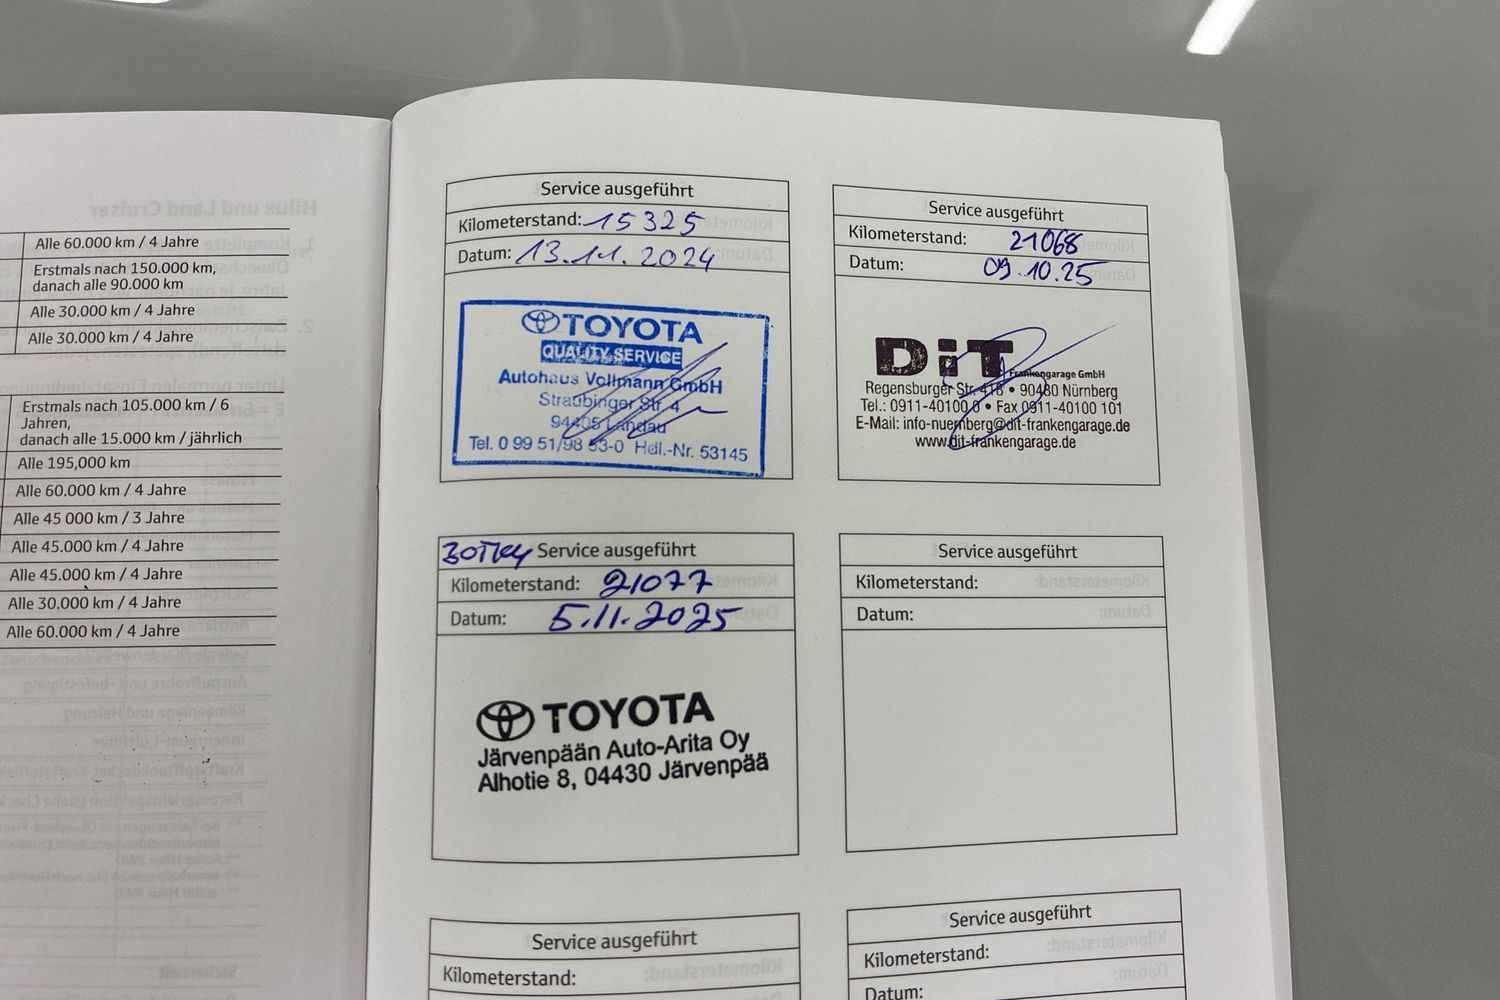 Alle 60.000 km / 4 Jahre
Erstmals nach 150.000 km,
danach alle 90.000 km
Alle 30.000 km / 4 Jahre
Alle 30.000 km / 4 Jahre
Erstmals nach 105.000 km / 6
Jahren,
danach alle 15.000 km / jährlich
Alle 195,000 km
Alle 60.000 km / 4 Jahre
Alle 45 000 km / 3 Jahre
Alle 45.000 km / 4 Jahre
Alle 45.000 km / 4 Jahre
Alle 30.000 km / 4 Jahre
Alle 60.000 km / 4 Jahre
Service ausgeführt
Kilometerstand: 15325
Datum: 13.11.2024
TOYOTA
QUALITY SERVICE
Autohaus Vollmann GmbH
Straubinger Str. 4
94405 Landau
Tel. 0 99 51/98 53-0 Hdl.-Nr. 53145
Service ausgeführt
Kilometerstand: 21068
Datum: 09.10.25
DiT
Frankengarage GmbH
Regensburger Str. 418 • 90480 Nürnberg
Tel.: 0911-40100 0 • Fax 0911-40100 101
E-Mail: info-nuernberg@dit-frankengarage.de
www.dit-frankengarage.de
Service ausgeführt
Kilometerstand: 21077
Datum: 5.11.2025
TOYOTA
Järvenpään Auto-Arita Oy
Alhotie 8, 04430 Järvenpää
Service ausgeführt
Kilometerstand:
Datum:
Service ausgeführt
Kilometerstand:
Service ausgeführt
Kilometerstand:
Datum: